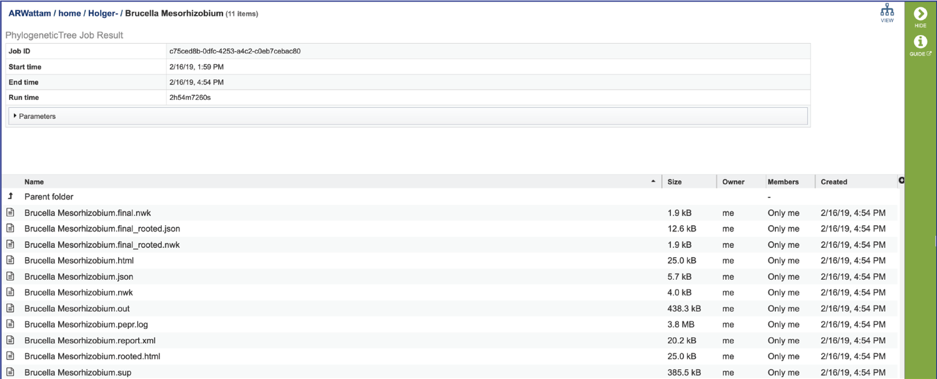 ARWattam / home / Holger- / Brucella Mesorhizobium (11 items)
VIEW
HIDE
GUIDE
PhylogeneticTree Job Result
Job ID c75ced8b-0dfc-4253-a4c2-c0eb7cebac80
Start time 2/16/19, 1:59 PM
End time 2/16/19, 4:54 PM
Run time 2h54m7260s
Parameters
Name Size Owner Members Created
Parent folder -
Brucella Mesorhizobium.final.nwk 1.9 kB me Only me 2/16/19, 4:54 PM
Brucella Mesorhizobium.final_rooted.json 12.6 kB me Only me 2/16/19, 4:54 PM
Brucella Mesorhizobium.final_rooted.nwk 1.9 kB me Only me 2/16/19, 4:54 PM
Brucella Mesorhizobium.html 25.0 kB me Only me 2/16/19, 4:54 PM
Brucella Mesorhizobium.json 5.7 kB me Only me 2/16/19, 4:54 PM
Brucella Mesorhizobium.nwk 4.0 kB me Only me 2/16/19, 4:54 PM
Brucella Mesorhizobium.out 438.3 kB me Only me 2/16/19, 4:54 PM
Brucella Mesorhizobium.pepr.log 3.8 MB me Only me 2/16/19, 4:54 PM
Brucella Mesorhizobium.report.xml 20.2 kB me Only me 2/16/19, 4:54 PM
Brucella Mesorhizobium.rooted.html 25.0 kB me Only me 2/16/19, 4:54 PM
Brucella Mesorhizobium.sup 385.5 kB me Only me 2/16/19, 4:54 PM